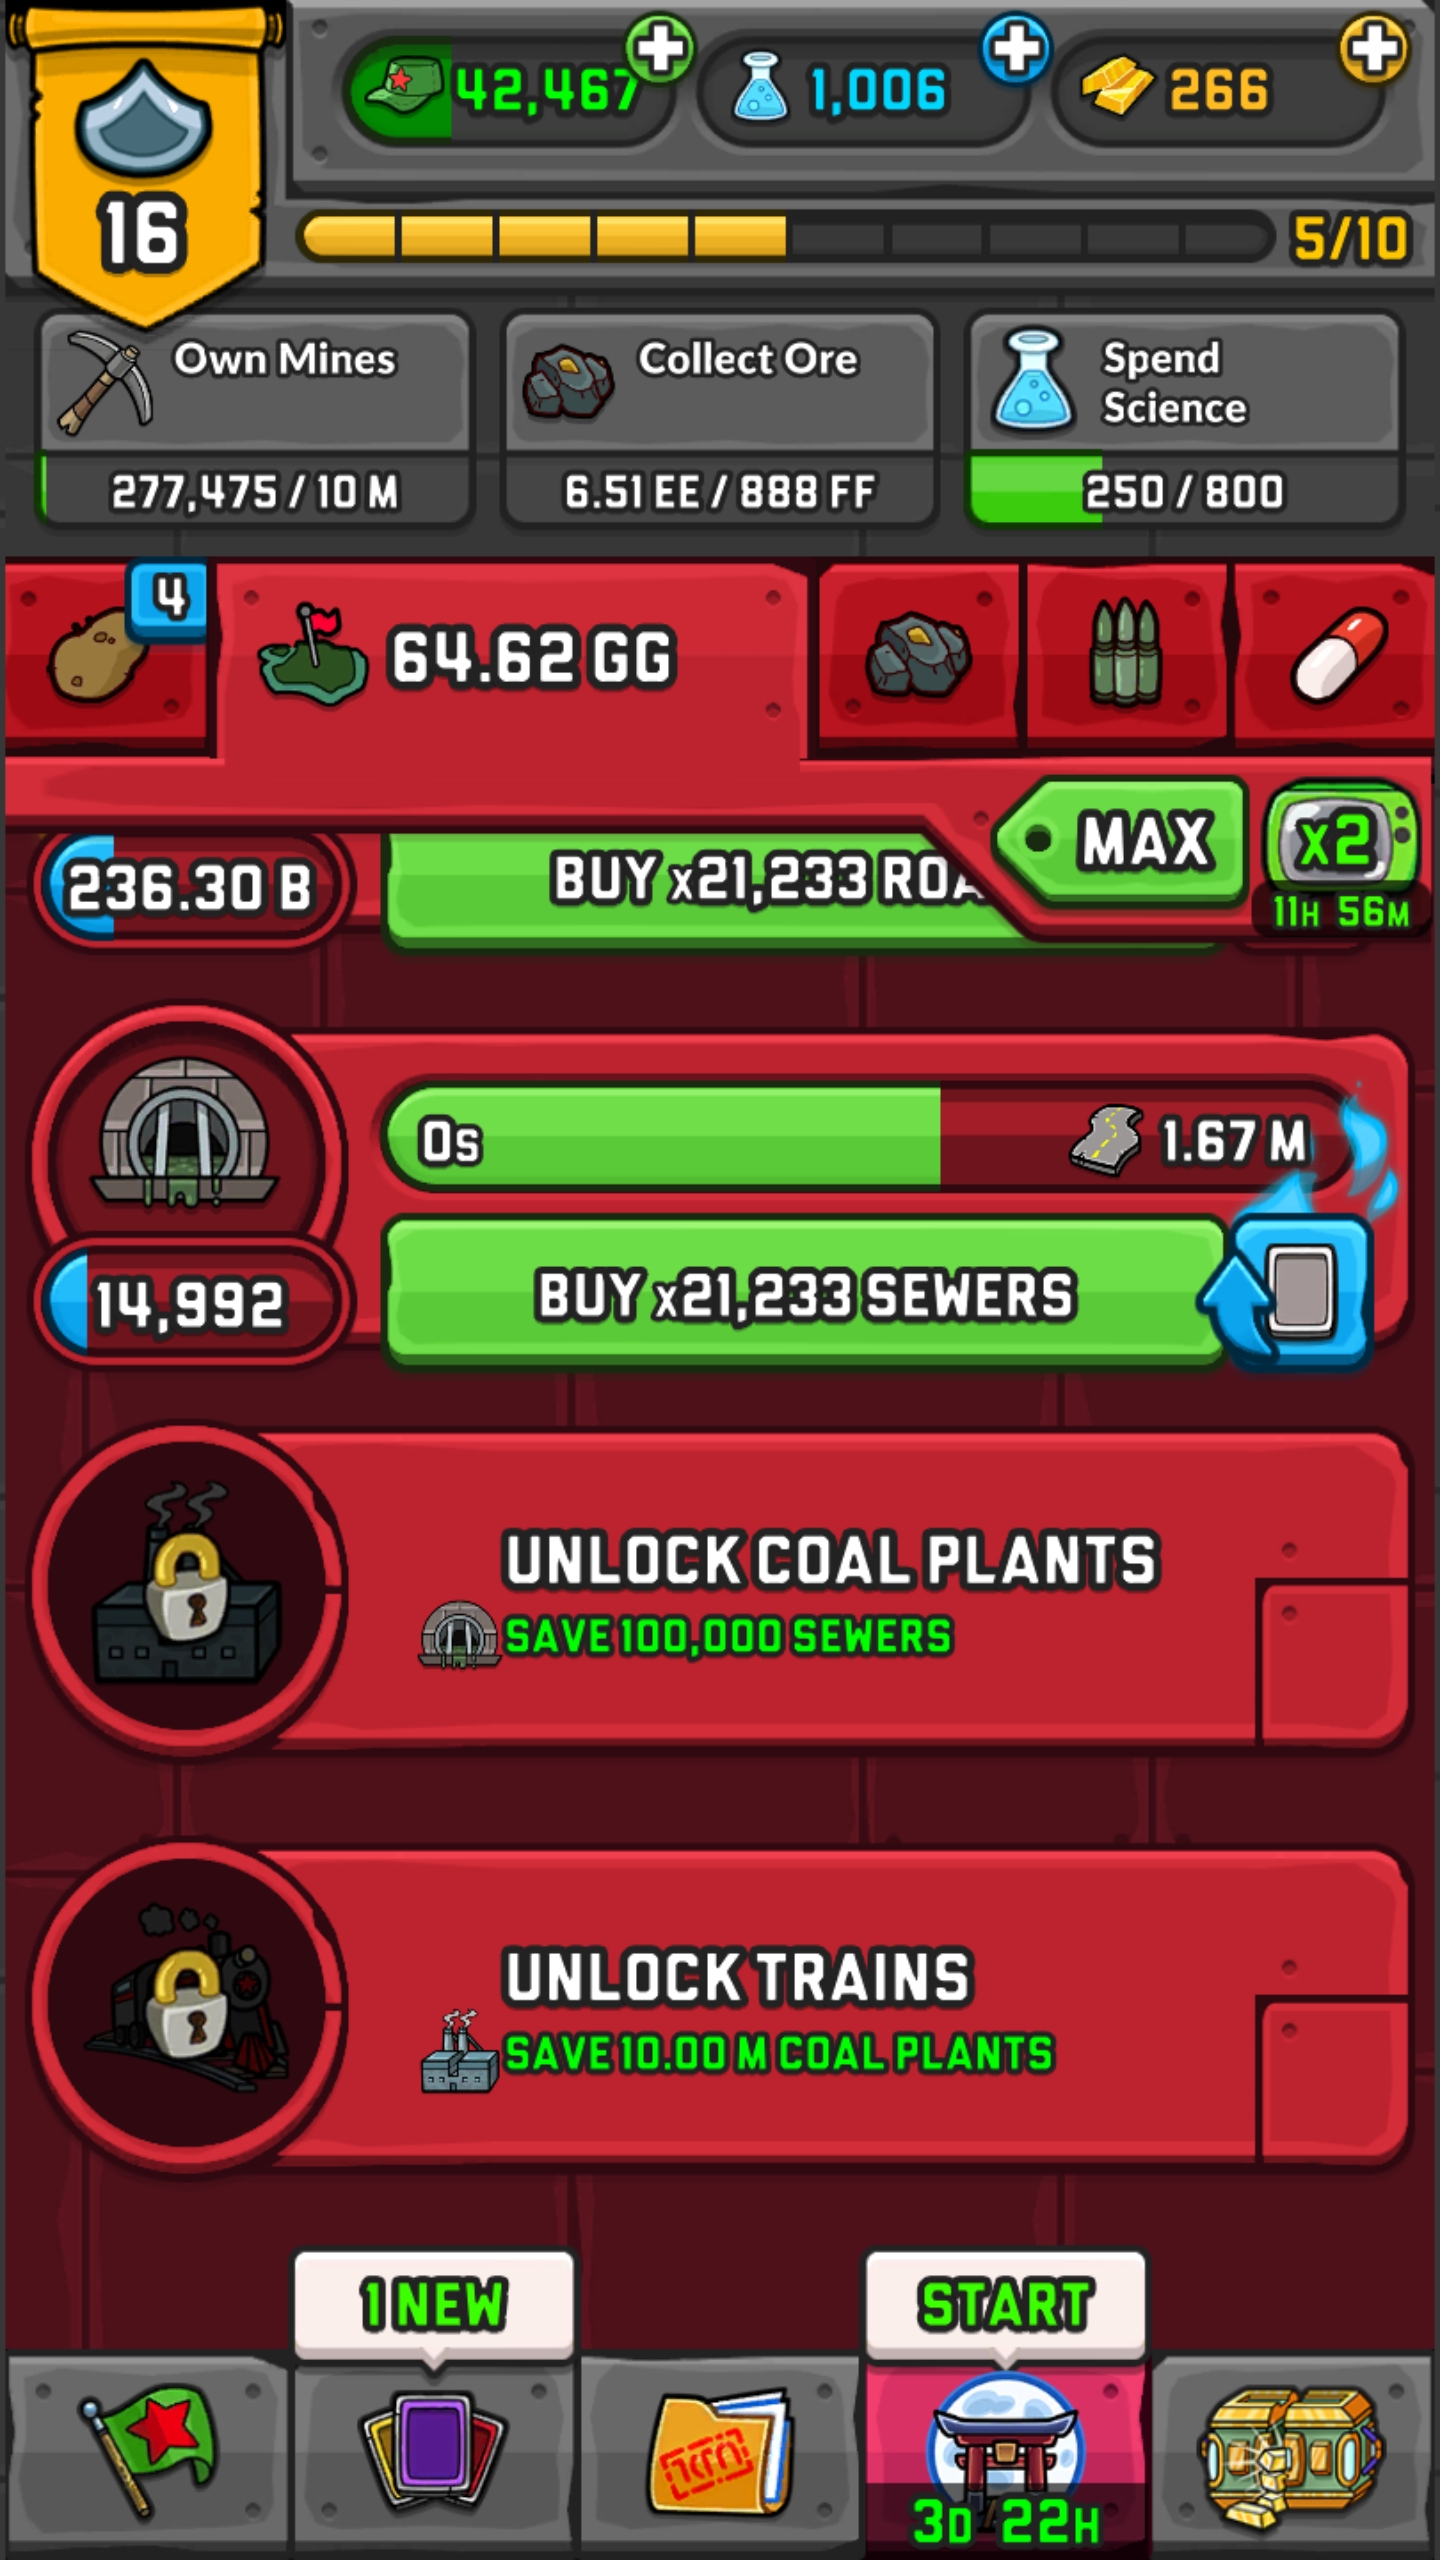 42,467
1,006
266
16
5/10
Own Mines
277,475 / 10 M
Collect Ore
6.51 EE / 888 FF
Spend
Science
250 / 800
4
64.62 GG
MAX
x2
11H 56M
236.30 B
BUY x21,233 ROA
0s
1.67 M
14,992
BUY x21,233 SEWERS
UNLOCK COAL PLANTS
SAVE 100,000 SEWERS
UNLOCK TRAINS
SAVE 10.00 M COAL PLANTS
1 NEW
START
3D 22H